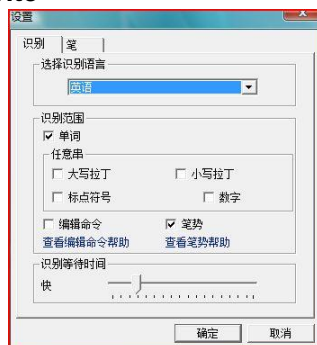 设置
识别 笔
选择识别语言
英语
识别范围
单词
任意串
大写拉丁 小写拉丁
标点符号 数字
编辑命令 笔势
查看编辑命令帮助 查看笔势帮助
识别等待时间
快
确定 取消